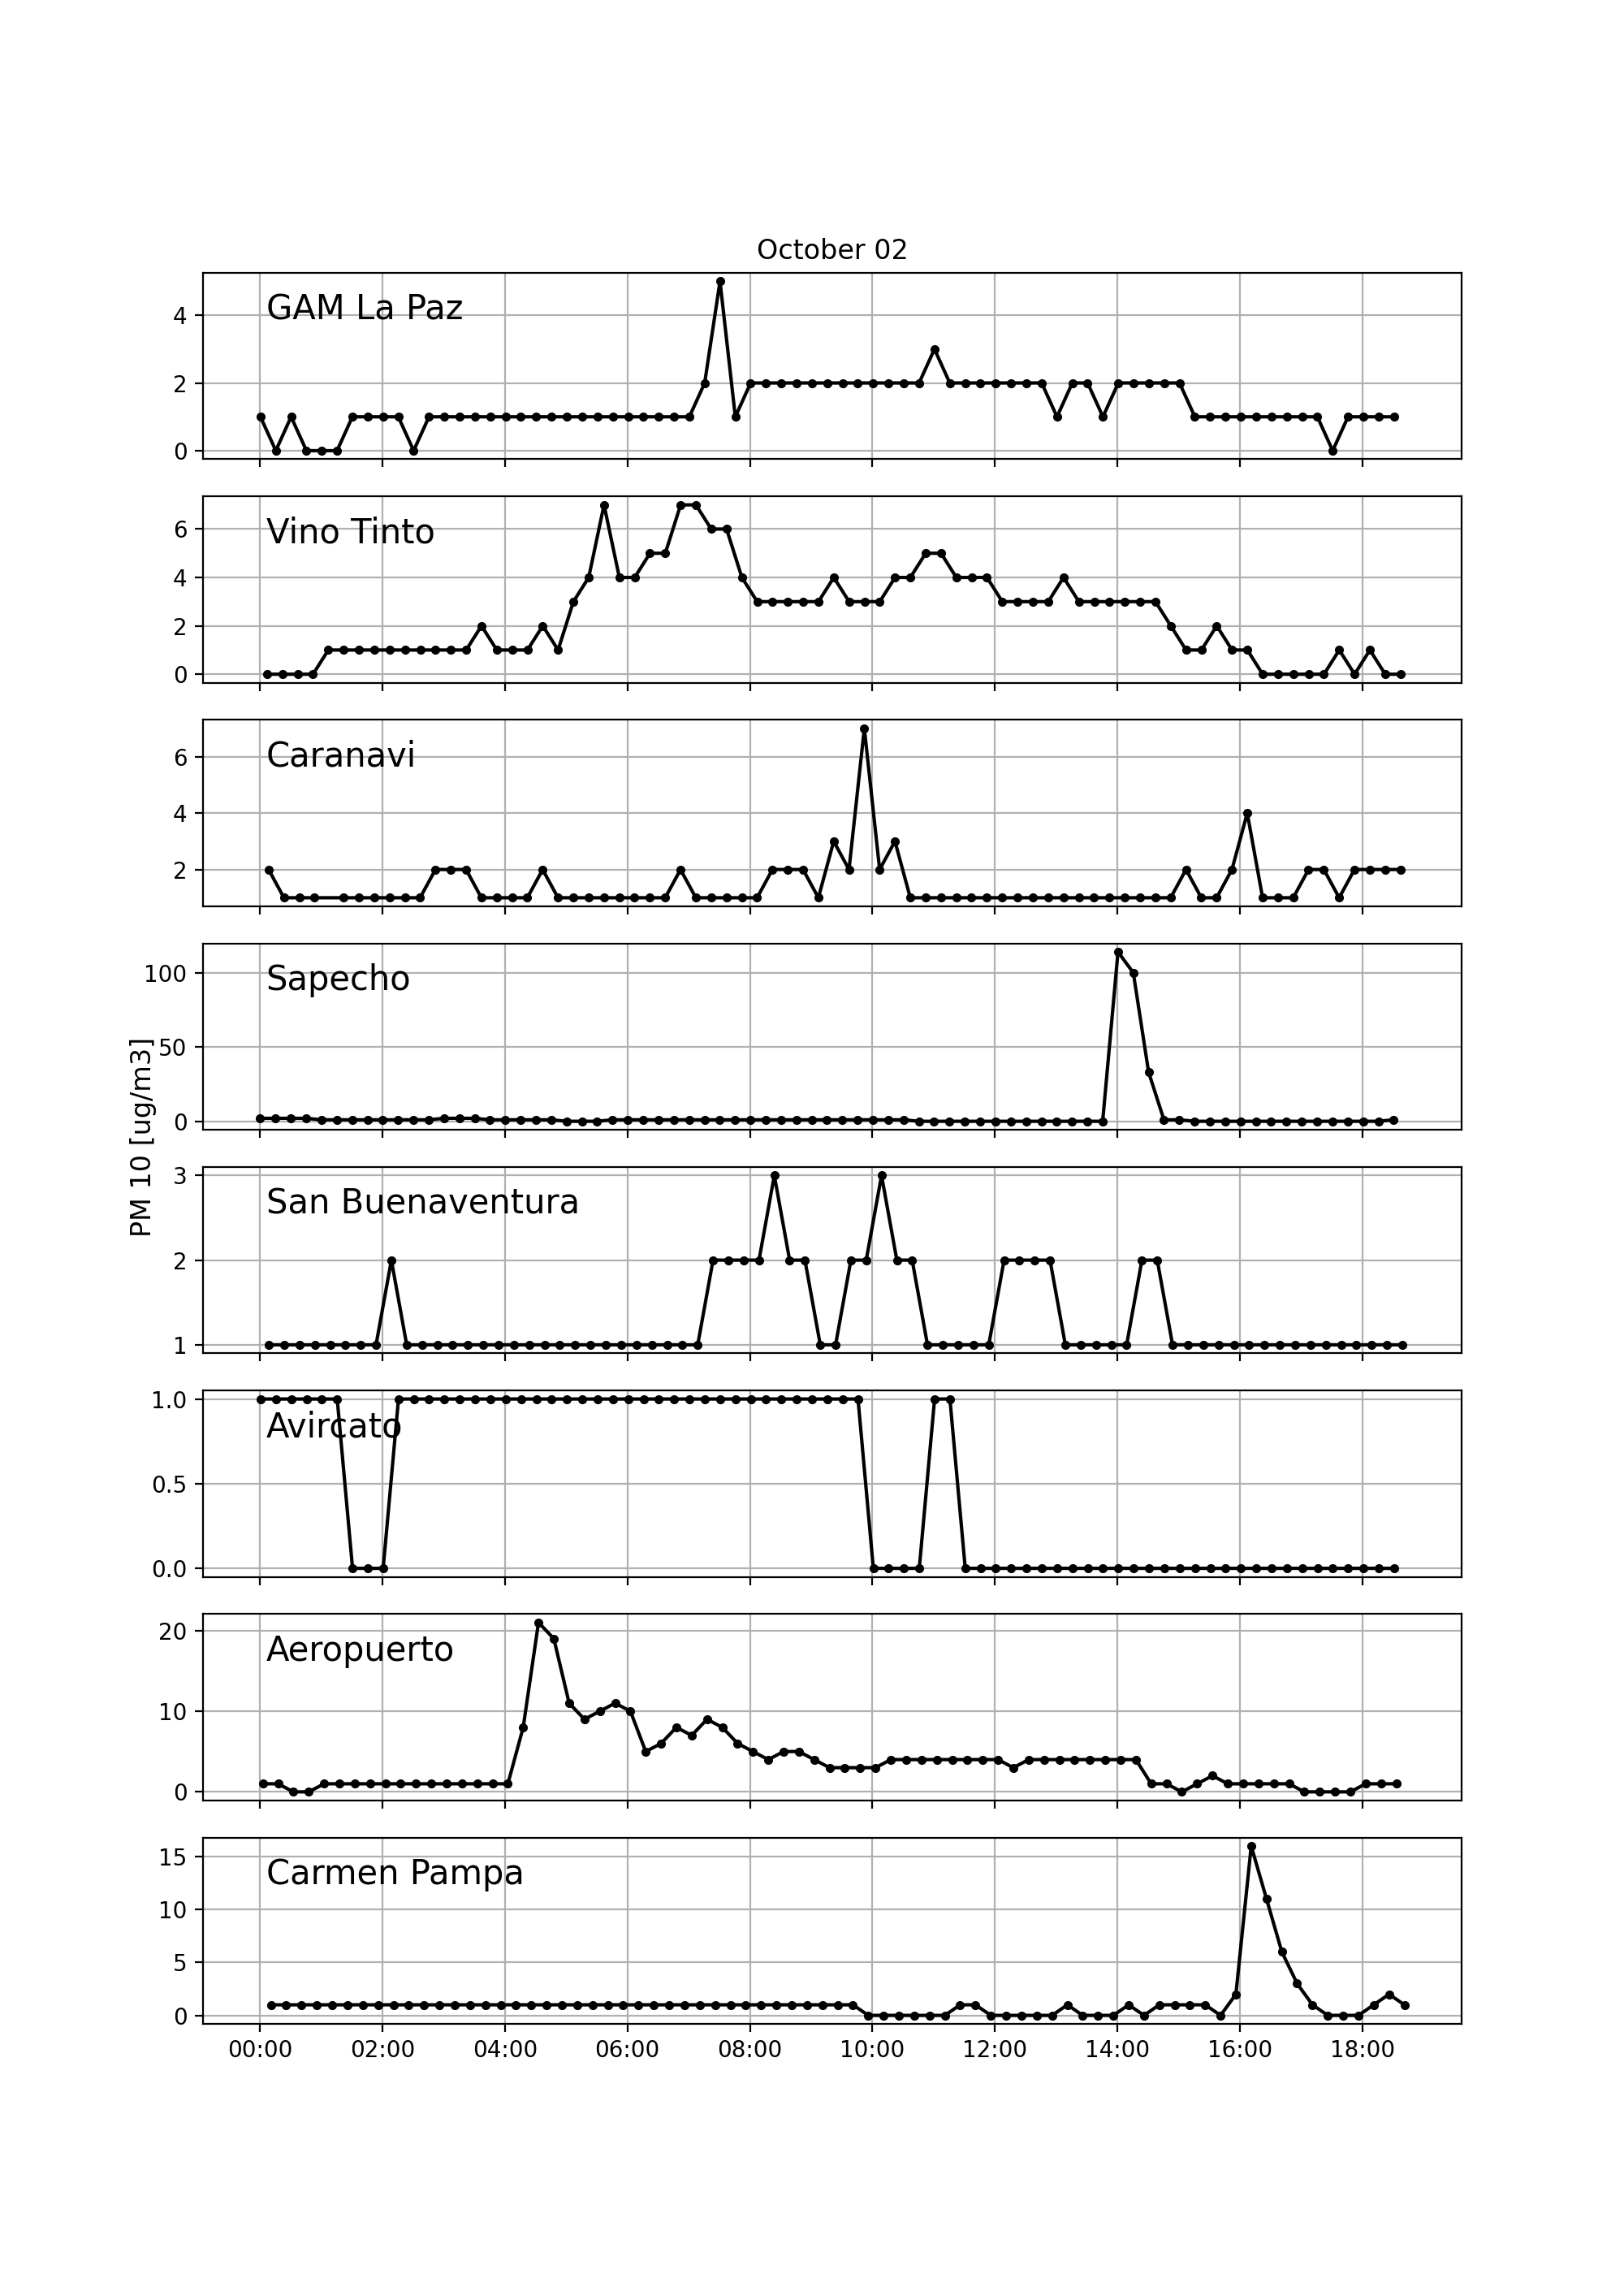 October 02
GAM La Paz
4
2
0
Vino Tinto
6
4
2
0
Caranavi
6
4
2
Sapecho
100
50
0
PM 10 [ug/m3]
San Buenaventura
3
2
1
Avircato
1.0
0.5
0.0
Aeropuerto
20
10
0
Carmen Pampa
15
10
5
0
00:00 02:00 04:00 06:00 08:00 10:00 12:00 14:00 16:00 18:00